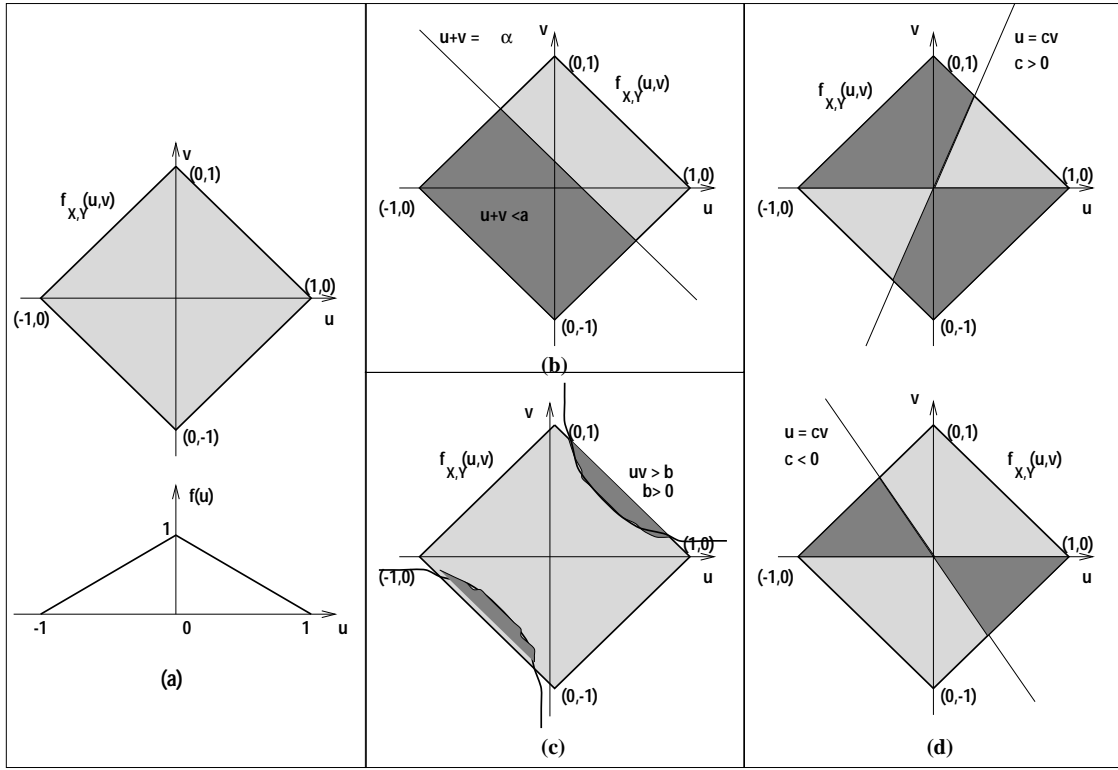 v
(0,1)
f X,Y (u,v)
(1,0)
(-1,0)
u
(0,-1)
f(u)
1
-1
0
1
u
(a)
u+v = α
v
(0,1)
f X,Y (u,v)
(1,0)
(-1,0)
u+v <a
u
(0,-1)
(b)
v
(0,1)
f X,Y (u,v)
uv > b
b> 0
(1,0)
(-1,0)
u
(0,-1)
(c)
v
u = cv
c > 0
(0,1)
f X,Y (u,v)
(1,0)
(-1,0)
u
(0,-1)
v
u = cv
c < 0
(0,1)
f X,Y (u,v)
(1,0)
(-1,0)
u
(0,-1)
(d)